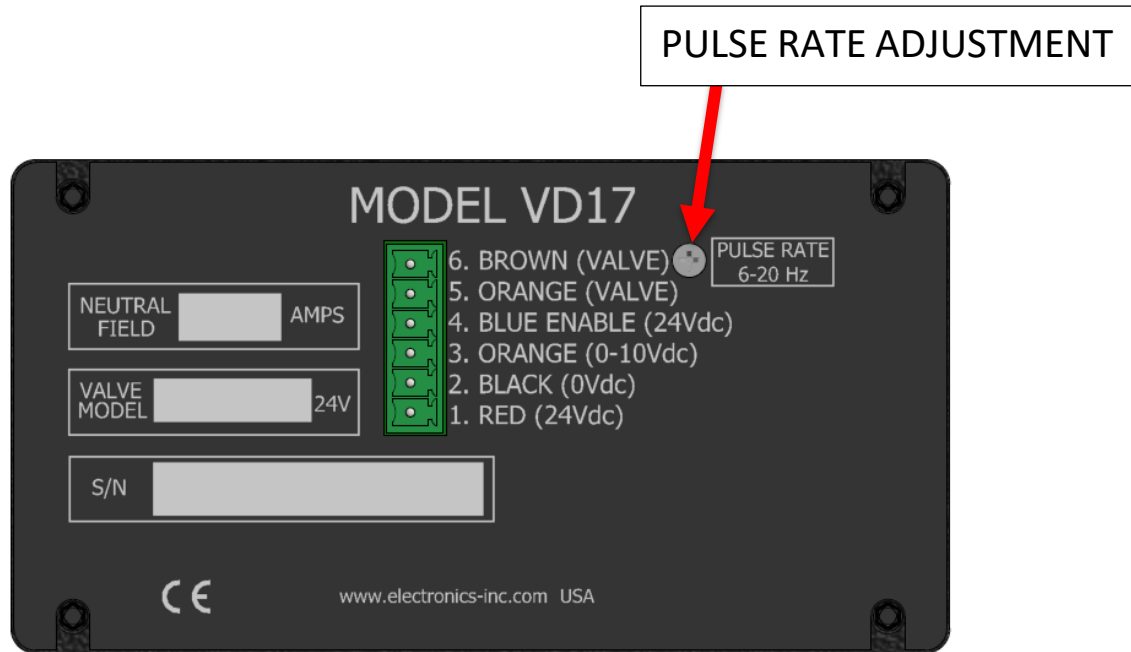 PULSE RATE ADJUSTMENT
MODEL VD17
6. BROWN (VALVE)
PULSE RATE
6-20 Hz
5. ORANGE (VALVE)
4. BLUE ENABLE (24Vdc)
3. ORANGE (0-10Vdc)
2. BLACK (0Vdc)
1. RED (24Vdc)
NEUTRAL
FIELD
AMPS
VALVE
MODEL
24V
S/N
CE
www.electronics-inc.com USA